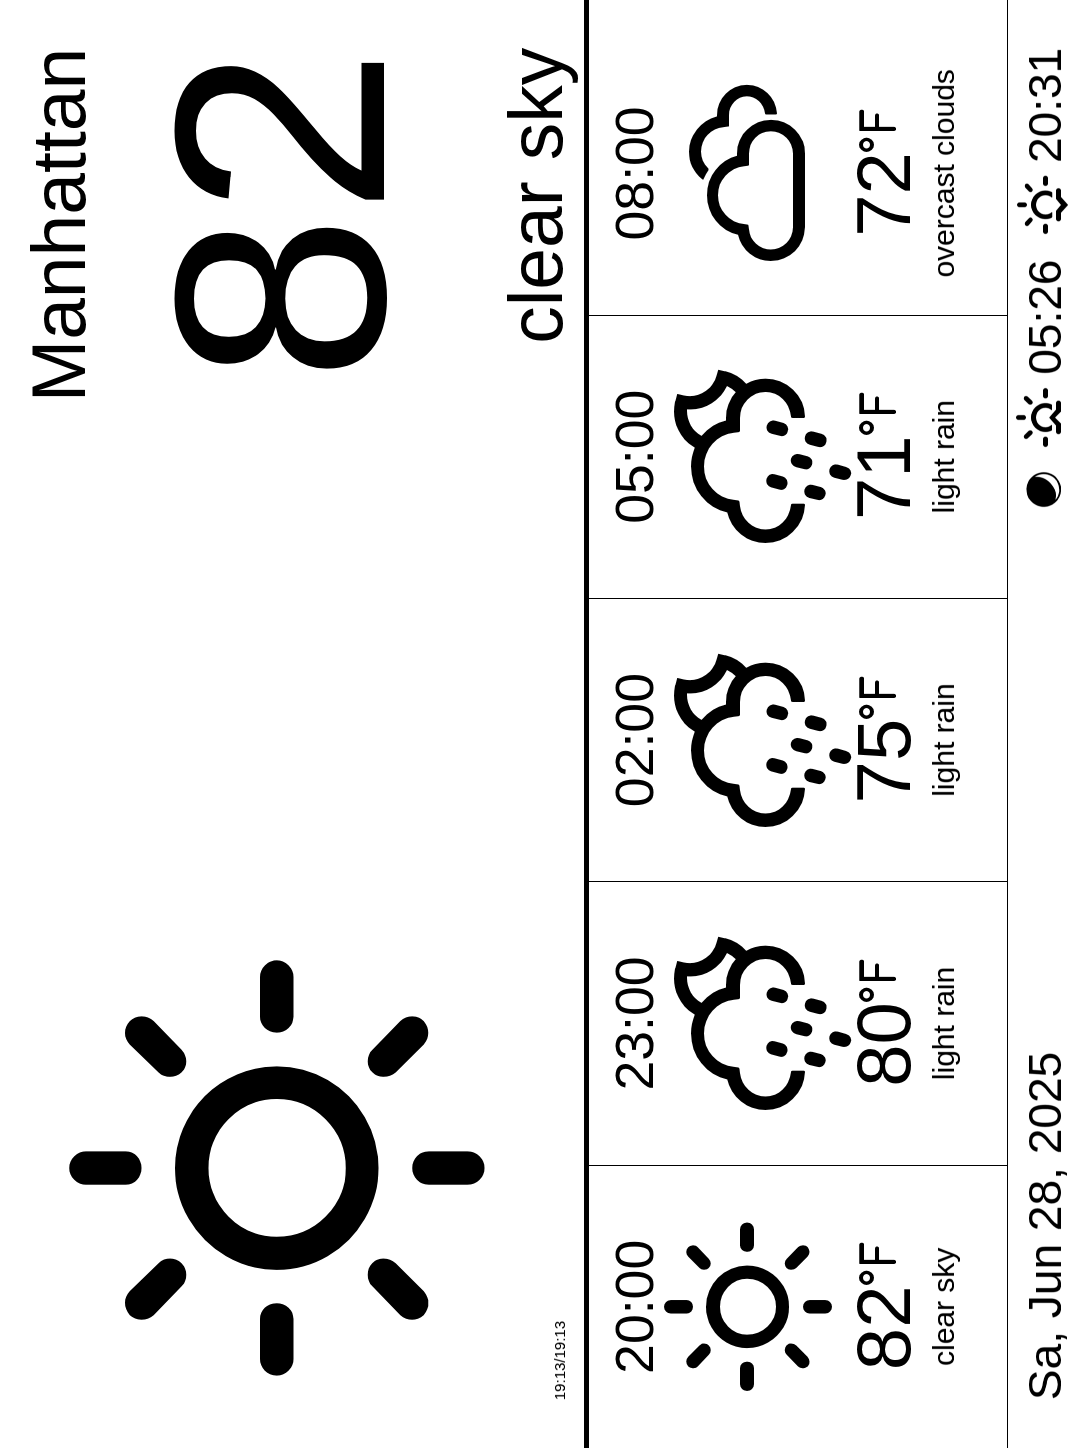 Manhattan
82
clear sky
19:13/19:13
20:00
82°F
clear sky
23:00
80°F
light rain
02:00
75°F
light rain
05:00
71°F
light rain
08:00
72°F
overcast clouds
Sa, Jun 28, 2025
05:26 20:31